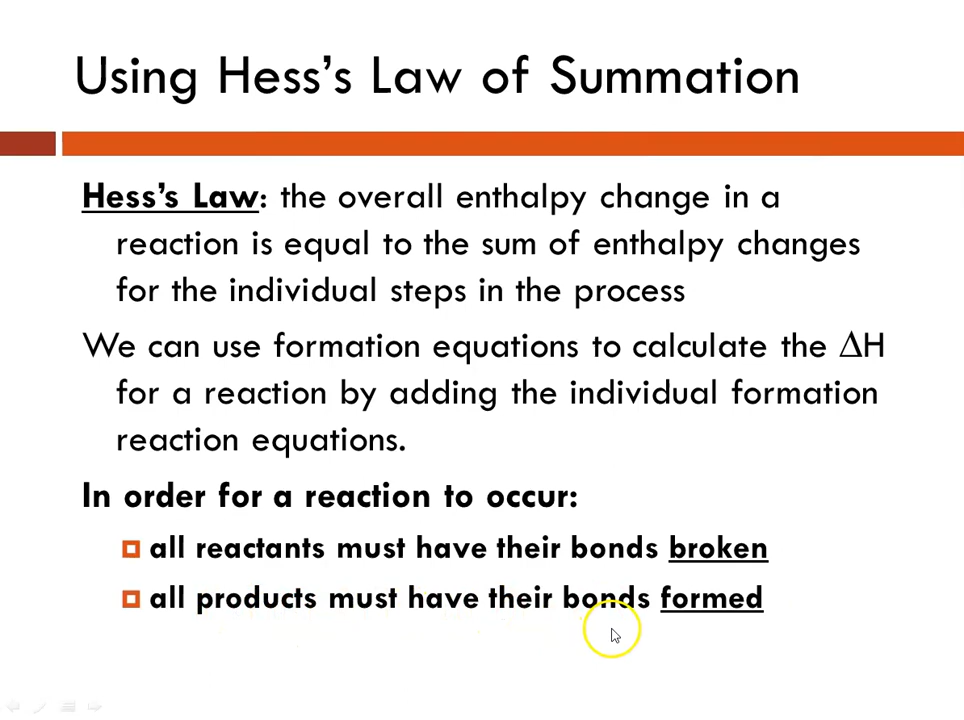 Using Hess’s Law of Summation
Hess’s Law: the overall enthalpy change in a
reaction is equal to the sum of enthalpy changes
for the individual steps in the process
We can use formation equations to calculate the ΔH
for a reaction by adding the individual formation
reaction equations.
In order for a reaction to occur:
all reactants must have their bonds broken
all products must have their bonds formed